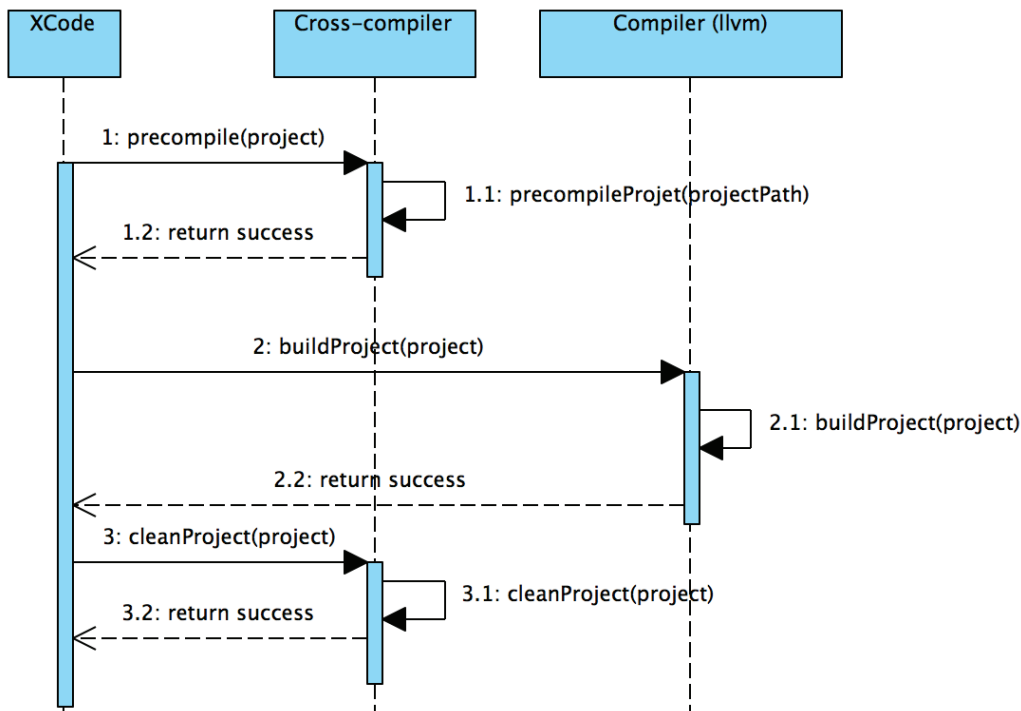 XCode
Cross-compiler
Compiler (llvm)
1: precompile(project)
1.1: precompileProjet(projectPath)
1.2: return success
2: buildProject(project)
2.1: buildProject(project)
2.2: return success
3: cleanProject(project)
3.1: cleanProject(project)
3.2: return success